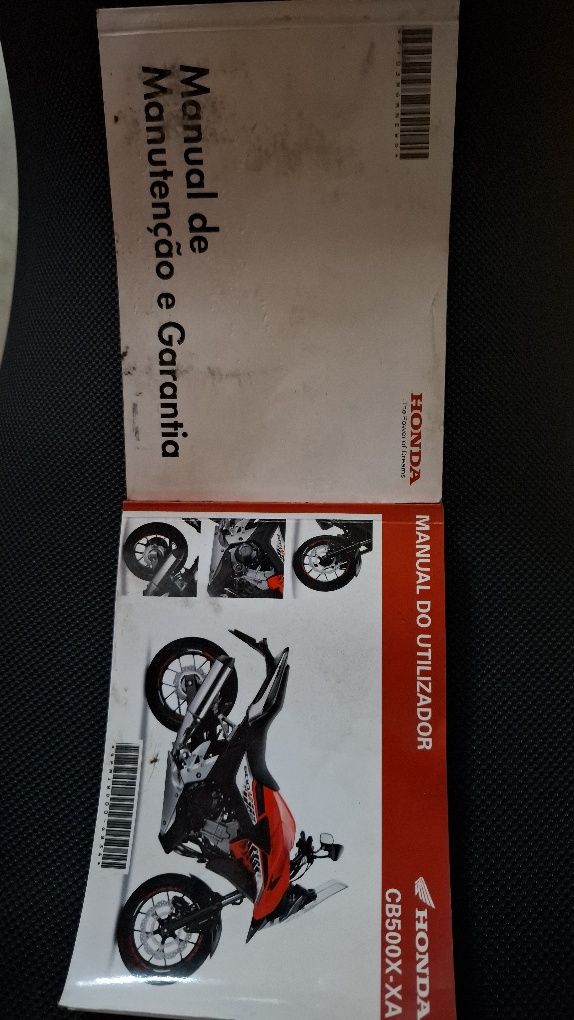 HONDA
The Power of Dreams
Manual de
Manutenção e Garantia
MANUAL DO UTILIZADOR
HONDA
CB500X-XA